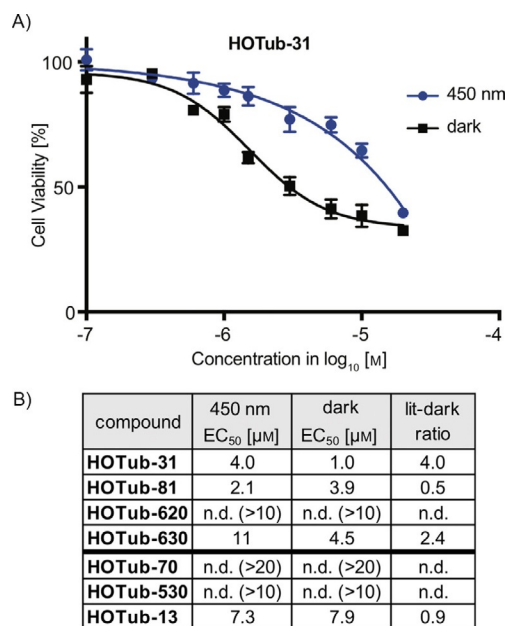 A)
HOTub-31
100
50
0
Cell Viability [%]
450 nm
dark
-7 -6 -5 -4
Concentration in log10 [M]
B)
compound 450 nm EC50 [µM] dark EC50 [µM] lit-dark ratio
HOTub-31 4.0 1.0 4.0
HOTub-81 2.1 3.9 0.5
HOTub-620 n.d. (>10) n.d. (>10) n.d.
HOTub-630 11 4.5 2.4
HOTub-70 n.d. (>20) n.d. (>20) n.d.
HOTub-530 n.d. (>10) n.d. (>10) n.d.
HOTub-13 7.3 7.9 0.9